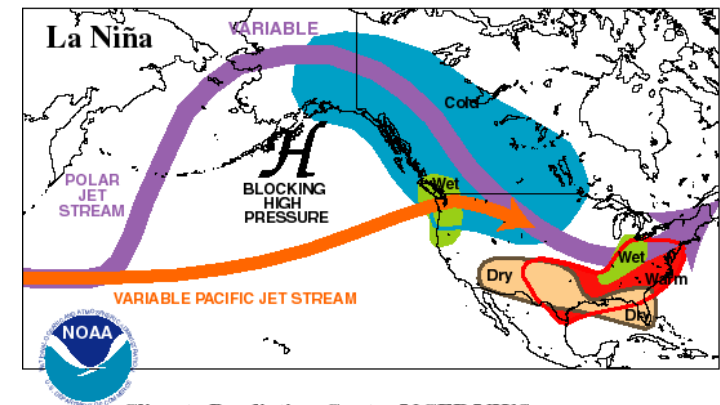 La Niña
VARIABLE
Cold
POLAR
JET
STREAM
H
BLOCKING
HIGH
PRESSURE
Wet
Wet
Dry
Warm
Dry
VARIABLE PACIFIC JET STREAM
NOAA